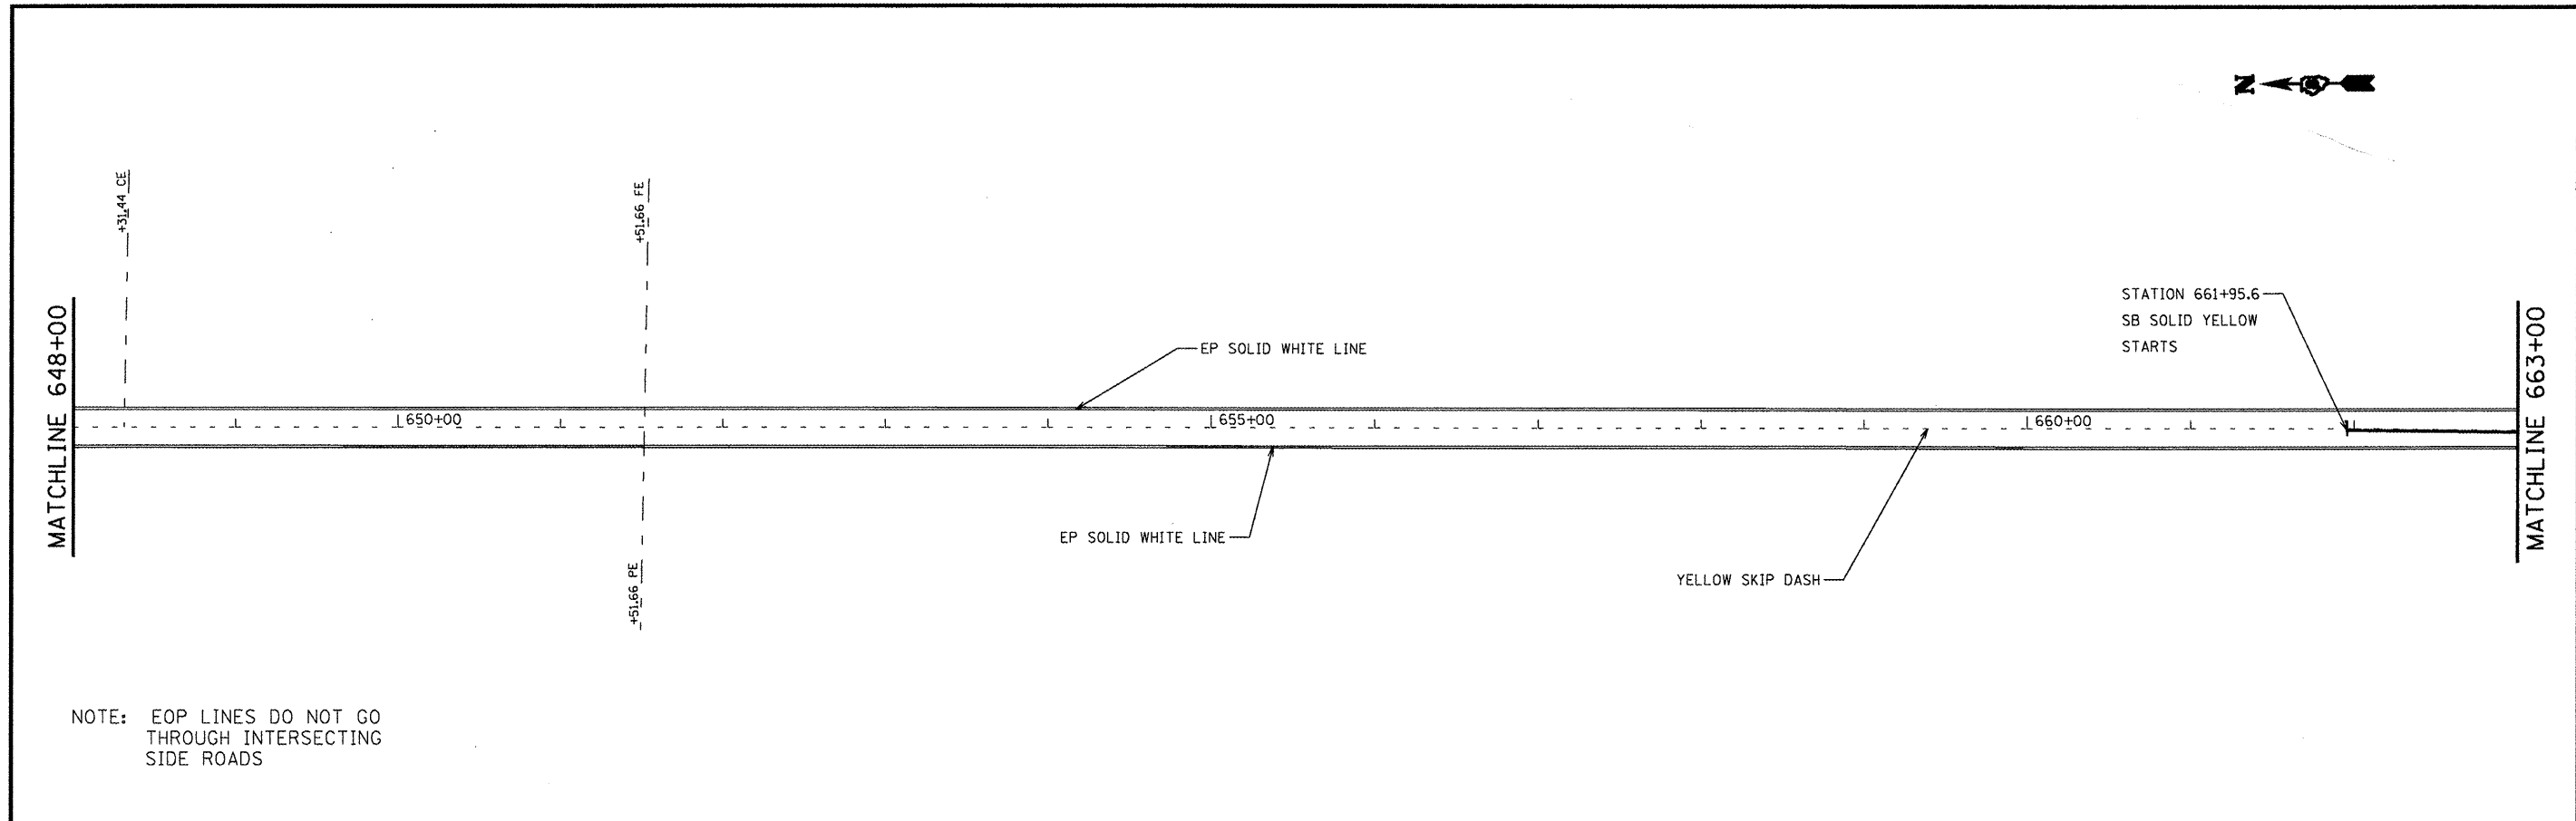 N
+31.44 CE
+51.66 FE
MATCHLINE 648+00
STATION 661+95.6
SB SOLID YELLOW
STARTS
EP SOLID WHITE LINE
MATCHLINE 663+00
650+00
655+00
660+00
EP SOLID WHITE LINE
+51.66 PE
YELLOW SKIP DASH
NOTE: EOP LINES DO NOT GO
THROUGH INTERSECTING
SIDE ROADS